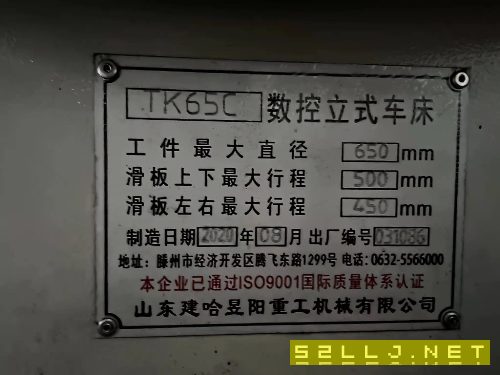 TK65C 数控立式车床
工件最大直径 650 mm
滑板上下最大行程 500 mm
滑板左右最大行程 450 mm
制造日期 2020 年 08 月 出厂编号 031086
地址：滕州市经济开发区腾飞东路1299号 电话：0632-5566000
本企业已通过ISO9001国际质量体系认证
山东建哈昱阳重工机械有限公司
52LLJ.NET